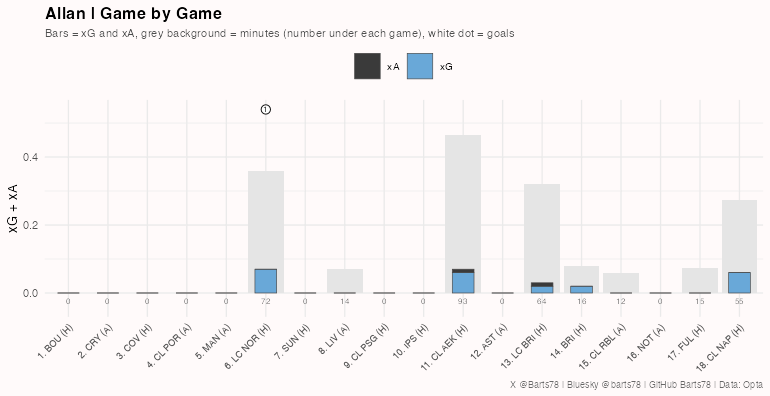 Allan | Game by Game
Bars = xG and xA, grey background = minutes (number under each game), white dot = goals
xA xG
1
xG + xA
0.4
0.2
0.0
0 0 0 0 0 72 0 14 0 0 93 0 64 16 12 0 15 55
1. BOU (H)
2. CRY (A)
3. COV (H)
4. CL POR (A)
5. MAN (A)
6. LC NOR (H)
7. SUN (H)
8. LIV (A)
9. CL PSG (H)
10. IPS (H)
11. CL AEK (H)
12. AST (A)
13. LC BRI (H)
14. BRI (H)
15. CL RBL (A)
16. NOT (A)
17. FUL (H)
18. CL NAP (H)
X @Barts78 | Bluesky @barts78 | GitHub Barts78 | Data: Opta